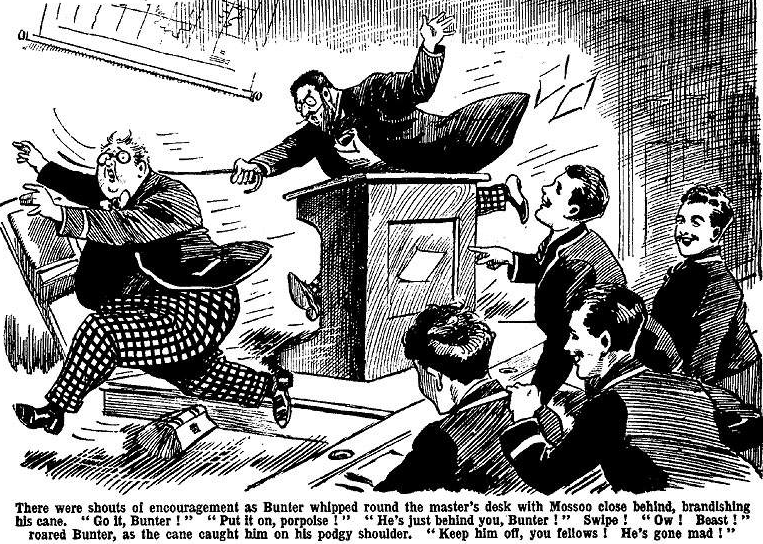 There were shouts of encouragement as Bunter whipped round the master's desk with Mossoo close behind, brandishing
his cane. "Go it, Bunter!" "Put it on, porpoise!" "He's just behind you, Bunter!" Swipe! "Ow! Beast!"
roared Bunter, as the cane caught him on his podgy shoulder. "Keep him off, you fellows! He's gone mad!"